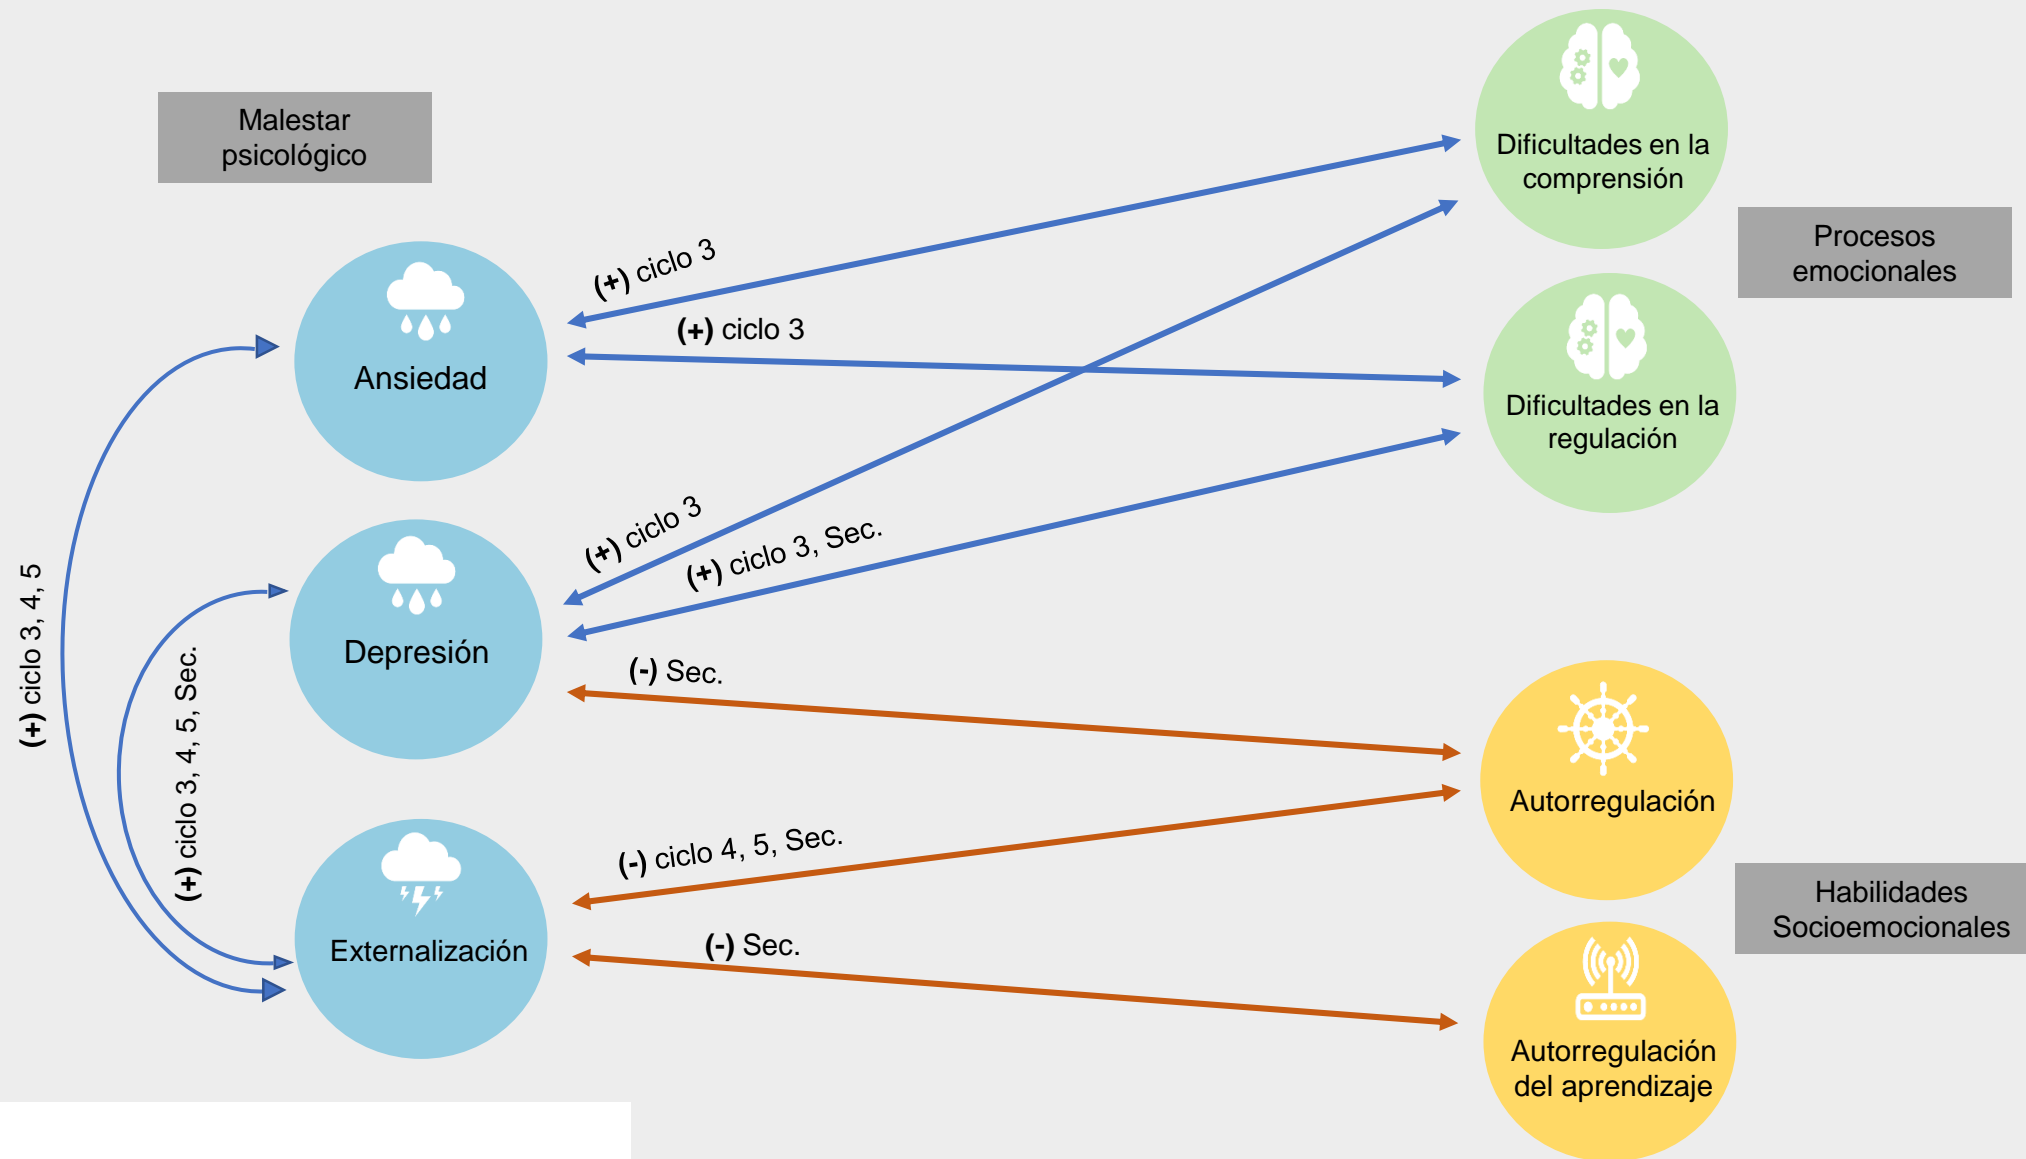 Malestar
psicológico
Dificultades en la
comprensión
Procesos
emocionales
(+) ciclo 3
(+) ciclo 3
Ansiedad
Dificultades en la
regulación
(+) ciclo 3
(+) ciclo 3, Sec.
(+) ciclo 3, 4, 5
(+) ciclo 3, 4, 5, Sec.
Depresión
(-) Sec.
Autorregulación
(-) ciclo 4, 5, Sec.
Habilidades
Socioemocionales
Externalización
(-) Sec.
Autorregulación
del aprendizaje